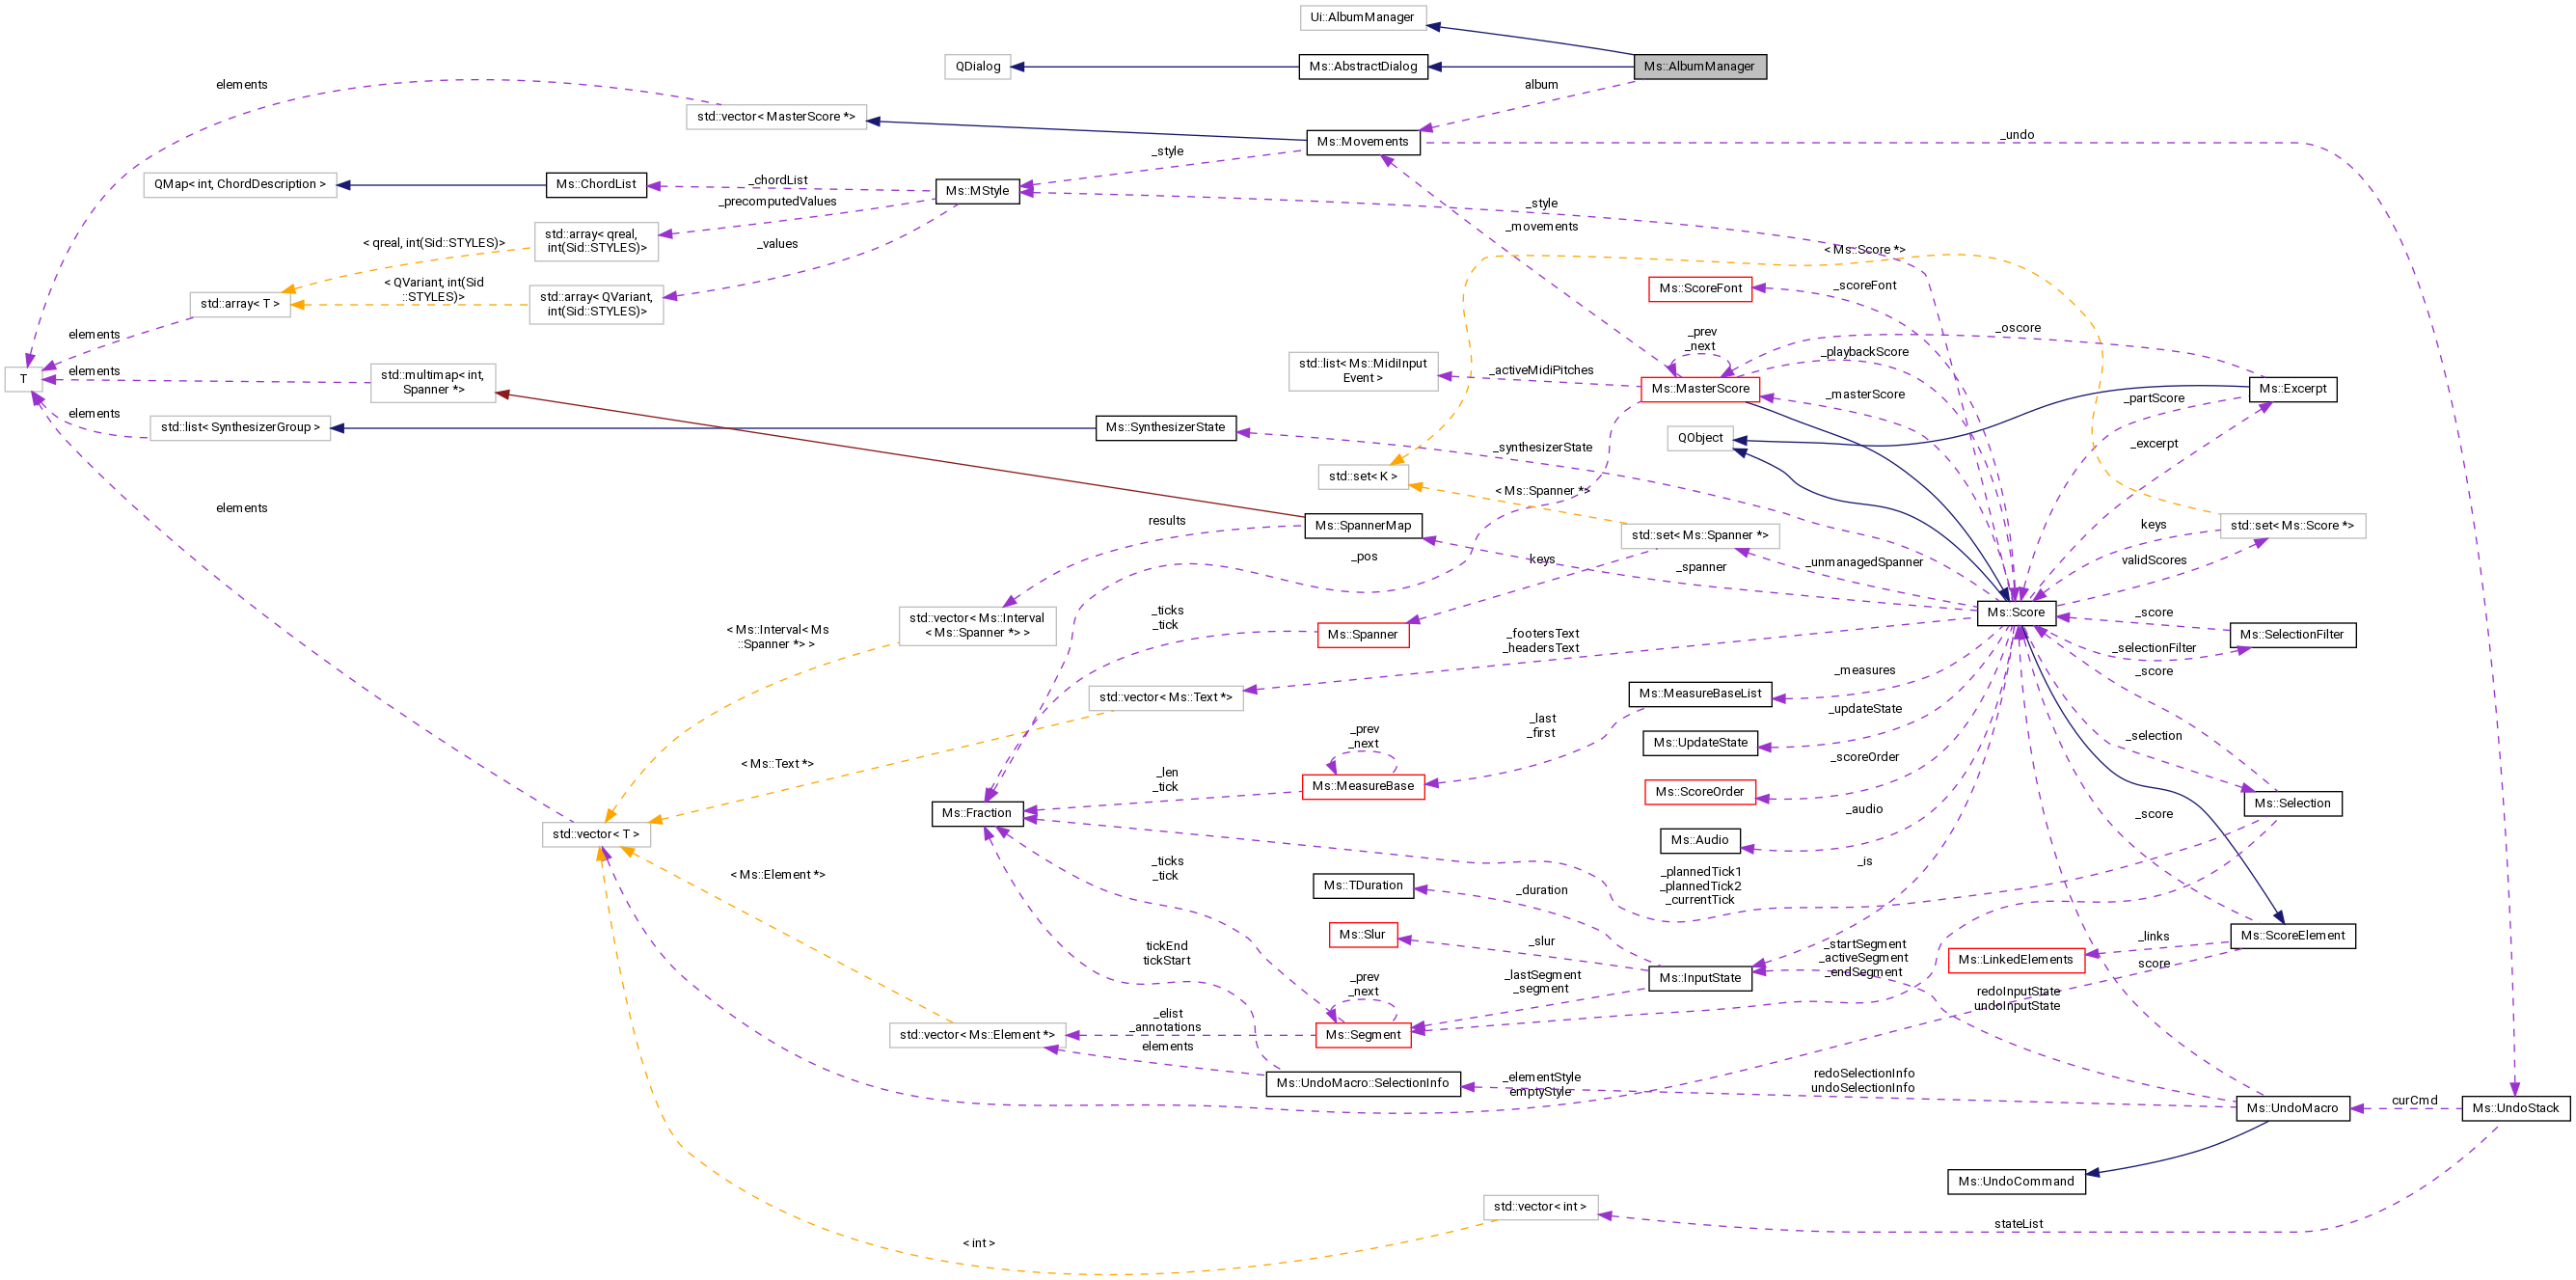 Ui::AlbumManager
QDialog
Ms::AbstractDialog
Ms::AlbumManager
elements
album
std::vector< MasterScore *>
Ms::Movements
_undo
_style
QMap< int, ChordDescription >
Ms::ChordList
_chordList
Ms::MStyle
_precomputedValues
_style
_movements
std::array< qreal,
int(Sid::STYLES)>
< qreal, int(Sid::STYLES)>
_values
< Ms::Score *>
< QVariant, int(Sid
::STYLES)>
std::array< T >
std::array< QVariant,
int(Sid::STYLES)>
Ms::ScoreFont
_scoreFont
elements
_prev
_next
_oscore
_playbackScore
T
elements
std::multimap< int,
Spanner *>
std::list< Ms::MidiInput
Event >
_activeMidiPitches
Ms::MasterScore
Ms::Excerpt
_masterScore
_partScore
elements
std::list< SynthesizerGroup >
Ms::SynthesizerState
_synthesizerState
QObject
_excerpt
std::set< K >
< Ms::Spanner *>
elements
results
Ms::SpannerMap
std::set< Ms::Spanner *>
keys
std::set< Ms::Score *>
_pos
keys
_spanner
_unmanagedSpanner
validScores
_ticks
_tick
std::vector< Ms::Interval
< Ms::Spanner *> >
< Ms::Interval< Ms
::Spanner *> >
Ms::Spanner
Ms::Score
_score
Ms::SelectionFilter
_footersText
_headersText
_selectionFilter
std::vector< Ms::Text *>
Ms::MeasureBaseList
_measures
_score
_last
_first
_updateState
_prev
_next
Ms::UpdateState
_selection
< Ms::Text *>
_len
_tick
Ms::MeasureBase
Ms::ScoreOrder
_scoreOrder
Ms::Selection
Ms::Fraction
_audio
_score
std::vector< T >
Ms::Audio
_ticks
_tick
_is
< Ms::Element *>
Ms::TDuration
_duration
_plannedTick1
_plannedTick2
_currentTick
Ms::Slur
_slur
Ms::ScoreElement
_links
tickEnd
tickStart
_startSegment
_activeSegment
_endSegment
Ms::LinkedElements
score
Ms::InputState
_lastSegment
_segment
_prev
_next
redoInputState
undoInputState
_elist
_annotations
std::vector< Ms::Element *>
Ms::Segment
elements
Ms::UndoMacro::SelectionInfo
_elementStyle
emptyStyle
redoSelectionInfo
undoSelectionInfo
Ms::UndoMacro
curCmd
Ms::UndoStack
Ms::UndoCommand
std::vector< int >
stateList
< int >